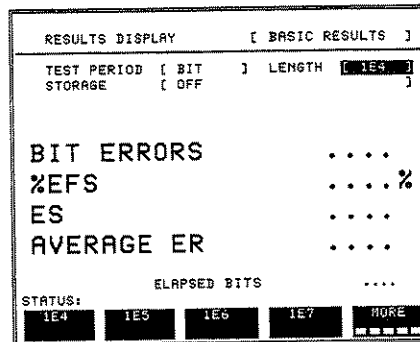 RESULTS DISPLAY [ BASIC RESULTS ]
TEST PERIOD [ BIT ] LENGTH [ 1E4 ]
STORAGE [ OFF ]
BIT ERRORS ....
%EFS ....%
ES ....
AVERAGE ER ....
ELAPSED BITS ....
STATUS:
1E4 1E5 1E6 1E7 MORE